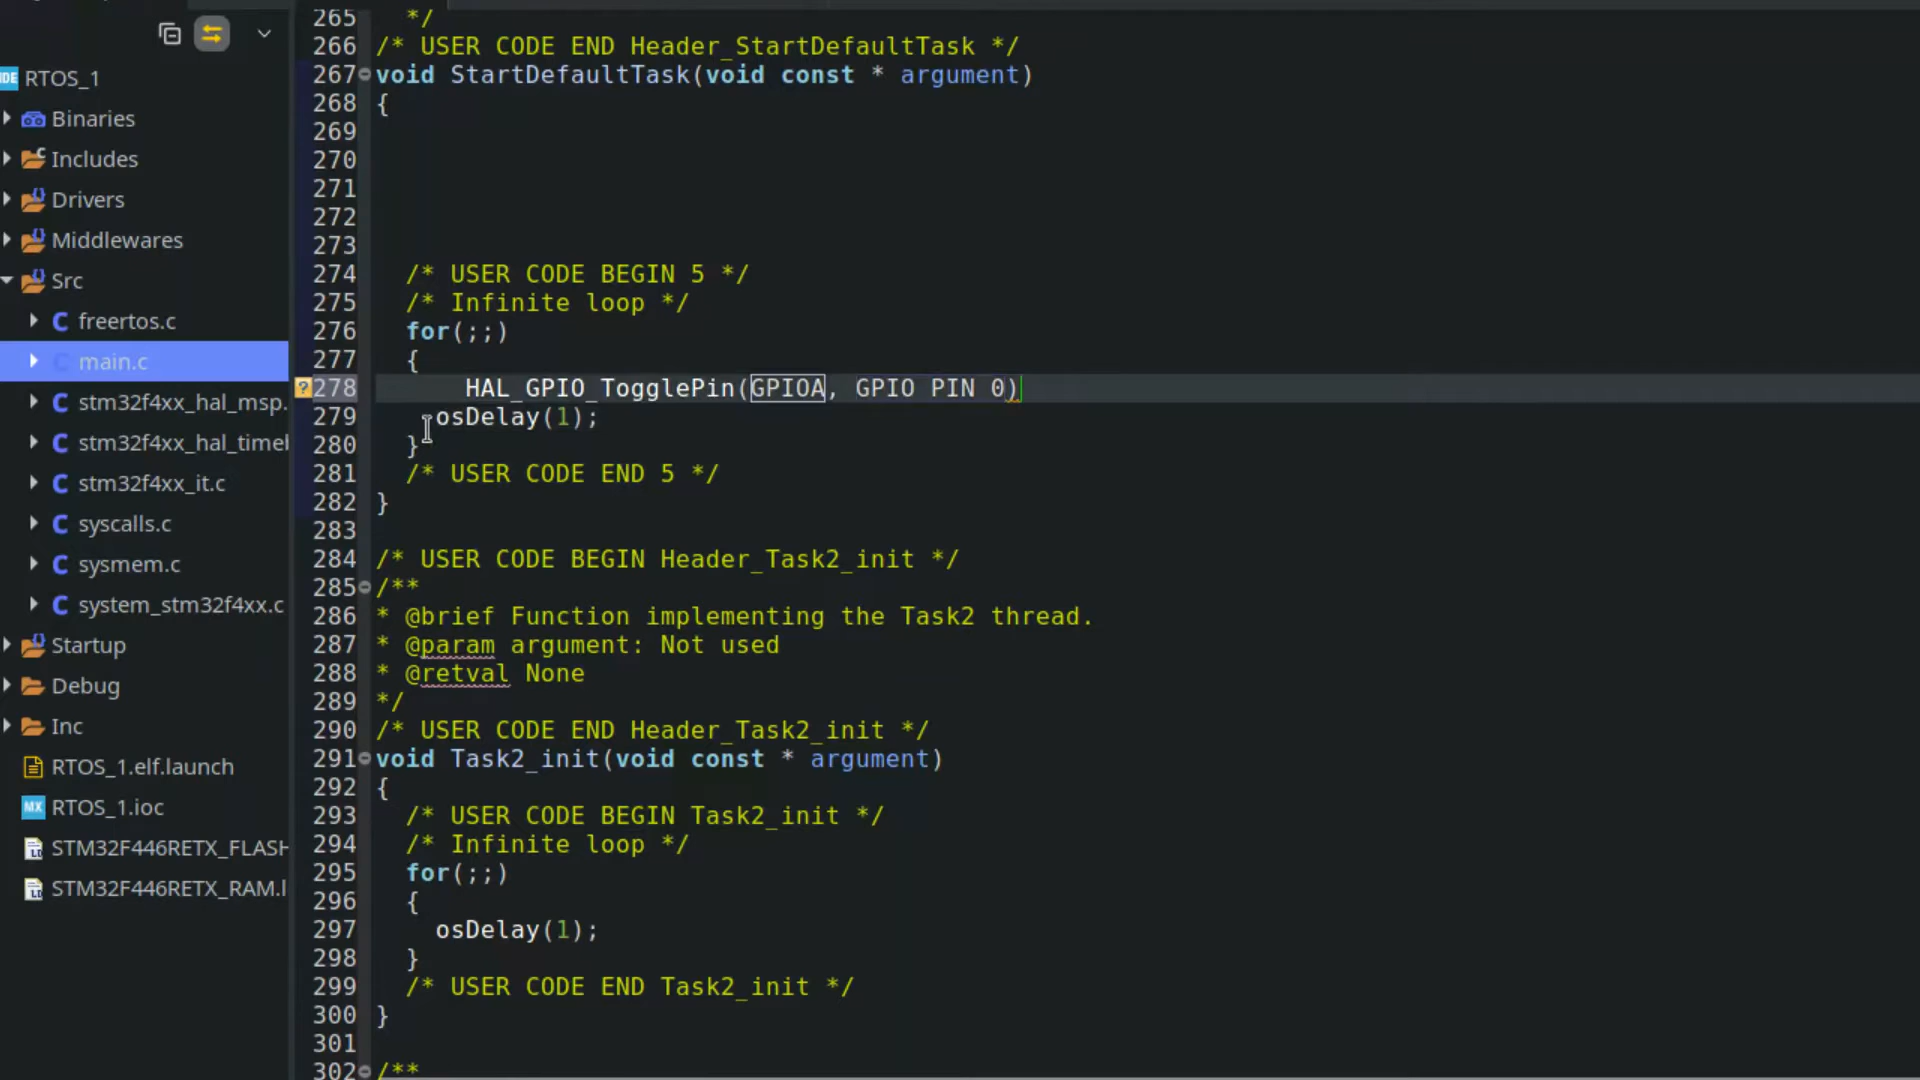 RTOS_1
Binaries
Includes
Drivers
Middlewares
Src
freertos.c
main.c
stm32f4xx_hal_msp.
stm32f4xx_hal_timeb
stm32f4xx_it.c
syscalls.c
sysmem.c
system_stm32f4xx.c
Startup
Debug
Inc
RTOS_1.elf.launch
RTOS_1.ioc
STM32F446RETX_FLASH
STM32F446RETX_RAM.l
265 */
266 /* USER CODE END Header_StartDefaultTask */
267 void StartDefaultTask(void const * argument)
268 {
269
270
271
272
273
274 /* USER CODE BEGIN 5 */
275 /* Infinite loop */
276 for(;;)
277 {
278 HAL_GPIO_TogglePin(GPIOA, GPIO PIN 0)
279 osDelay(1);
280 }
281 /* USER CODE END 5 */
282 }
283
284 /* USER CODE BEGIN Header_Task2_init */
285 /**
286 * @brief Function implementing the Task2 thread.
287 * @param argument: Not used
288 * @retval None
289 */
290 /* USER CODE END Header_Task2_init */
291 void Task2_init(void const * argument)
292 {
293 /* USER CODE BEGIN Task2_init */
294 /* Infinite loop */
295 for(;;)
296 {
297 osDelay(1);
298 }
299 /* USER CODE END Task2_init */
300 }
301
302 /**